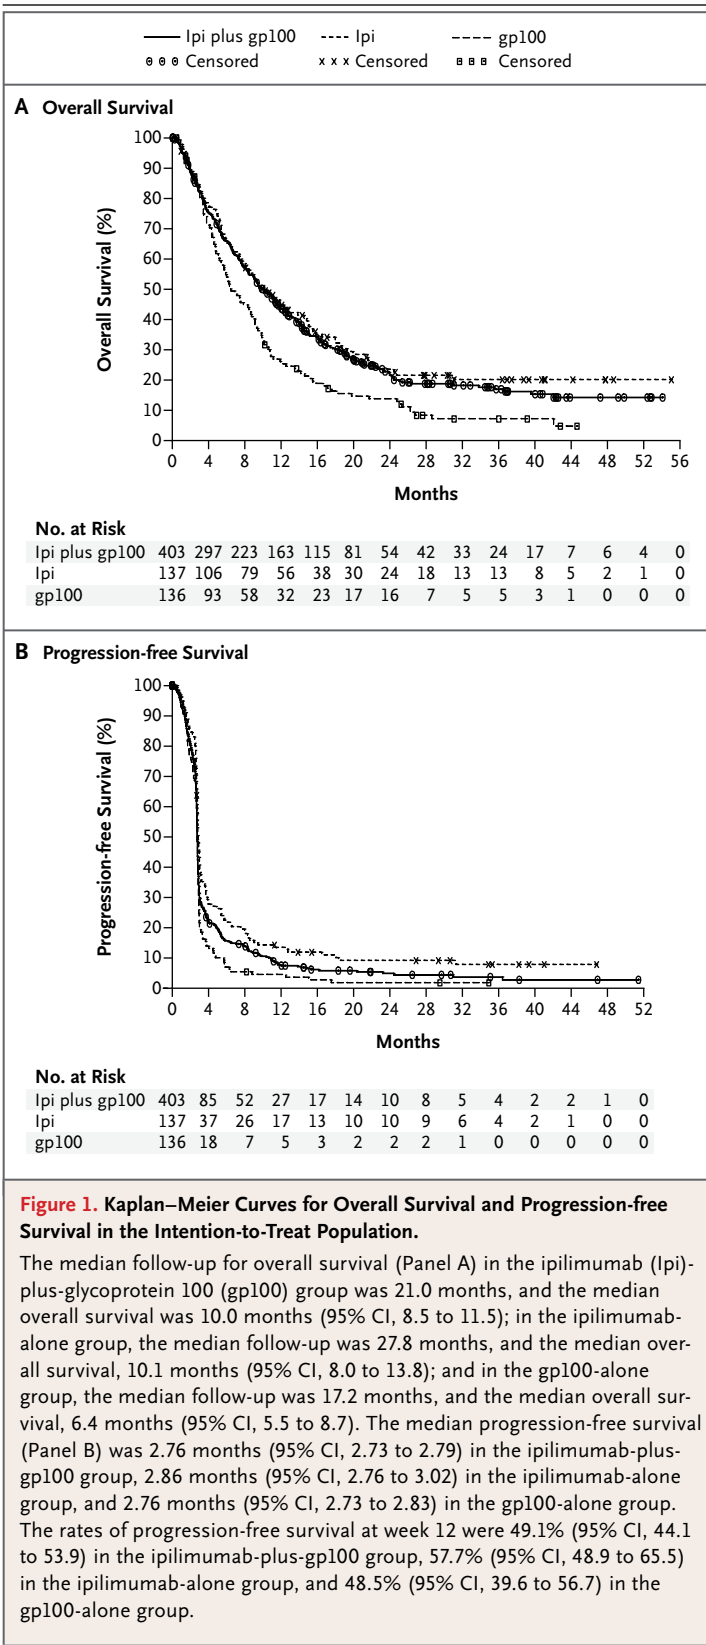 Ipi plus gp100 Ipi gp100
Censored Censored Censored
A Overall Survival
100
90
80
70
60
50
40
30
20
10
0
Overall Survival (%)
0 4 8 12 16 20 24 28 32 36 40 44 48 52 56
Months
No. at Risk
Ipi plus gp100 403 297 223 163 115 81 54 42 33 24 17 7 6 4 0
Ipi 137 106 79 56 38 30 24 18 13 13 8 5 2 1 0
gp100 136 93 58 32 23 17 16 7 5 5 3 1 0 0 0
B Progression-free Survival
100
90
80
70
60
50
40
30
20
10
0
Progression-free Survival (%)
0 4 8 12 16 20 24 28 32 36 40 44 48 52
Months
No. at Risk
Ipi plus gp100 403 85 52 27 17 14 10 8 5 4 2 2 1 0
Ipi 137 37 26 17 13 10 10 9 6 4 2 1 0 0
gp100 136 18 7 5 3 2 2 2 1 0 0 0 0 0
Figure 1. Kaplan–Meier Curves for Overall Survival and Progression-free
Survival in the Intention-to-Treat Population.
The median follow-up for overall survival (Panel A) in the ipilimumab (Ipi)-
plus-glycoprotein 100 (gp100) group was 21.0 months, and the median
overall survival was 10.0 months (95% CI, 8.5 to 11.5); in the ipilimumab-
alone group, the median follow-up was 27.8 months, and the median over-
all survival, 10.1 months (95% CI, 8.0 to 13.8); and in the gp100-alone
group, the median follow-up was 17.2 months, and the median overall sur-
vival, 6.4 months (95% CI, 5.5 to 8.7). The median progression-free survival
(Panel B) was 2.76 months (95% CI, 2.73 to 2.79) in the ipilimumab-plus-
gp100 group, 2.86 months (95% CI, 2.76 to 3.02) in the ipilimumab-alone
group, and 2.76 months (95% CI, 2.73 to 2.83) in the gp100-alone group.
The rates of progression-free survival at week 12 were 49.1% (95% CI, 44.1
to 53.9) in the ipilimumab-plus-gp100 group, 57.7% (95% CI, 48.9 to 65.5)
in the ipilimumab-alone group, and 48.5% (95% CI, 39.6 to 56.7) in the
gp100-alone group.